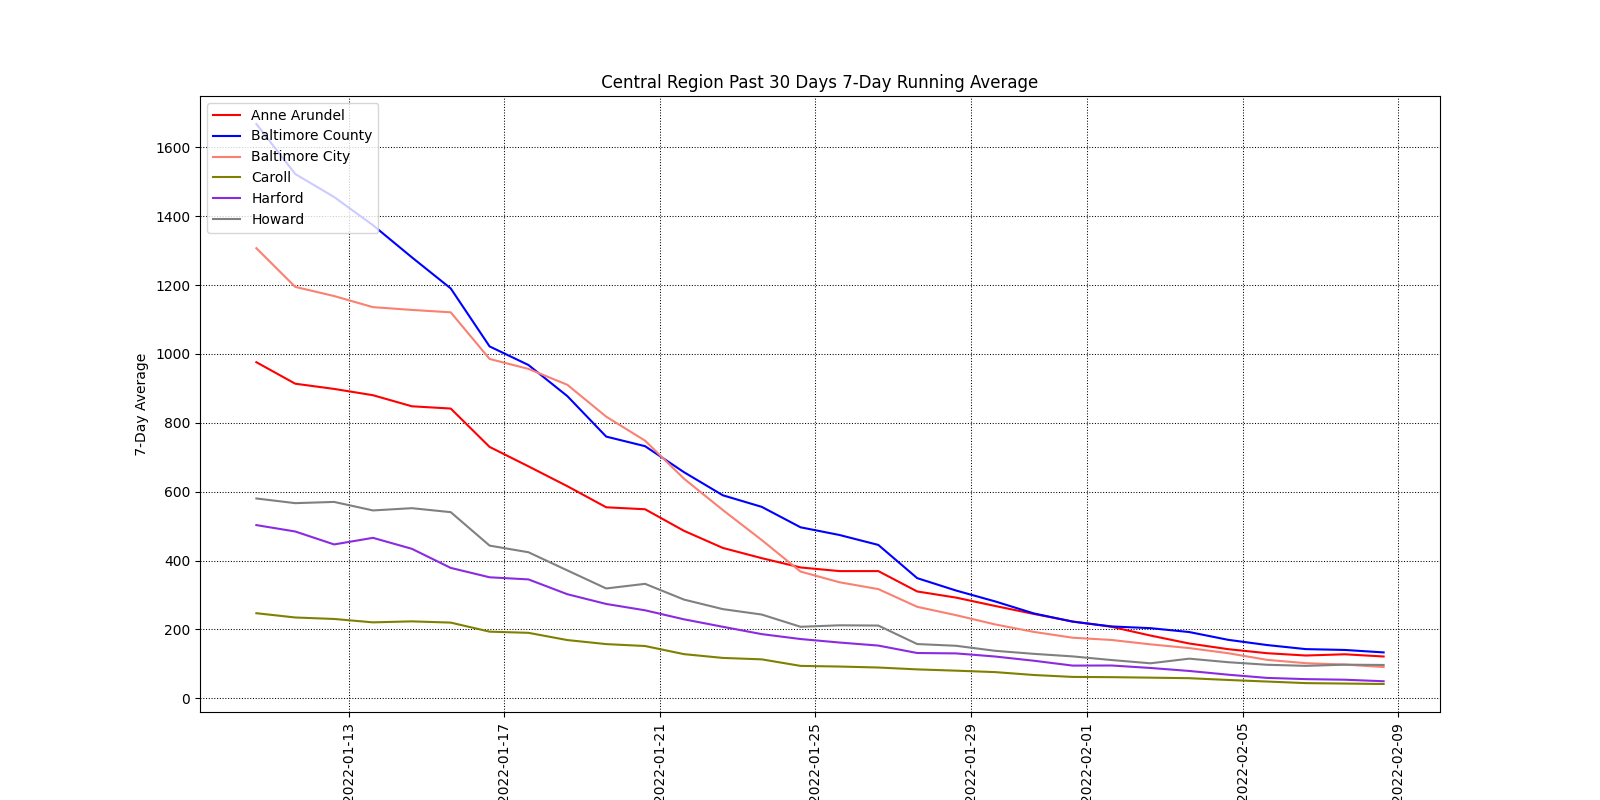 Central Region Past 30 Days 7-Day Running Average
Anne Arundel
Baltimore County
Baltimore City
Caroll
Harford
Howard
7-Day Average
1600
1400
1200
1000
800
600
400
200
0
2022-01-13
2022-01-17
2022-01-21
2022-01-25
2022-01-29
2022-02-01
2022-02-05
2022-02-09